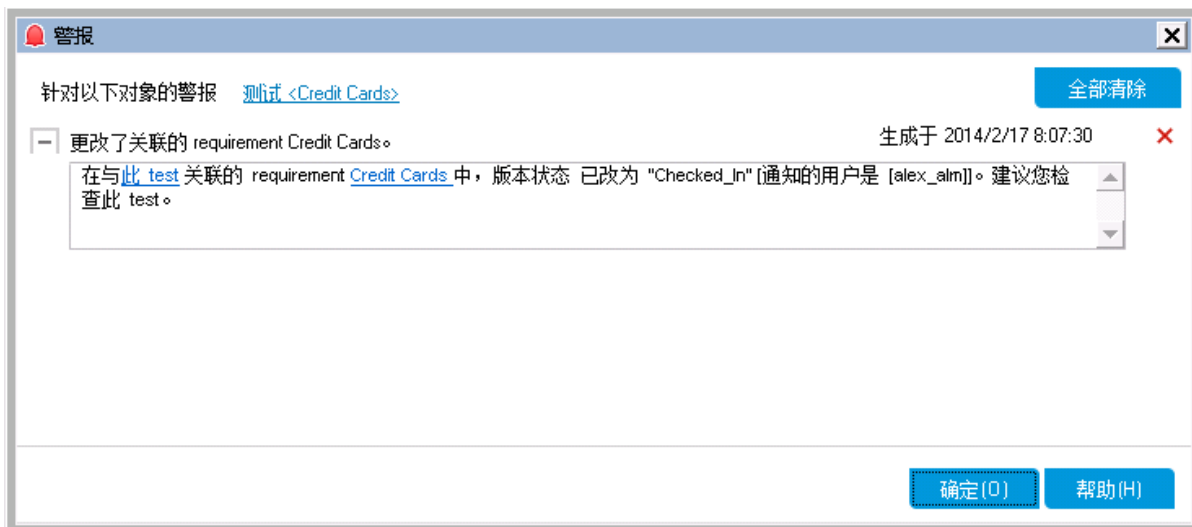 警报
针对以下对象的警报 测试 <Credit Cards>
全部清除
更改了关联的 requirement Credit Cards。
生成于 2014/2/17 8:07:30
在与此 test 关联的 requirement Credit Cards 中，版本状态 已改为 "Checked_In" [通知的用户是 [alex_alm]]。建议您检
查此 test。
确定(O)
帮助(H)